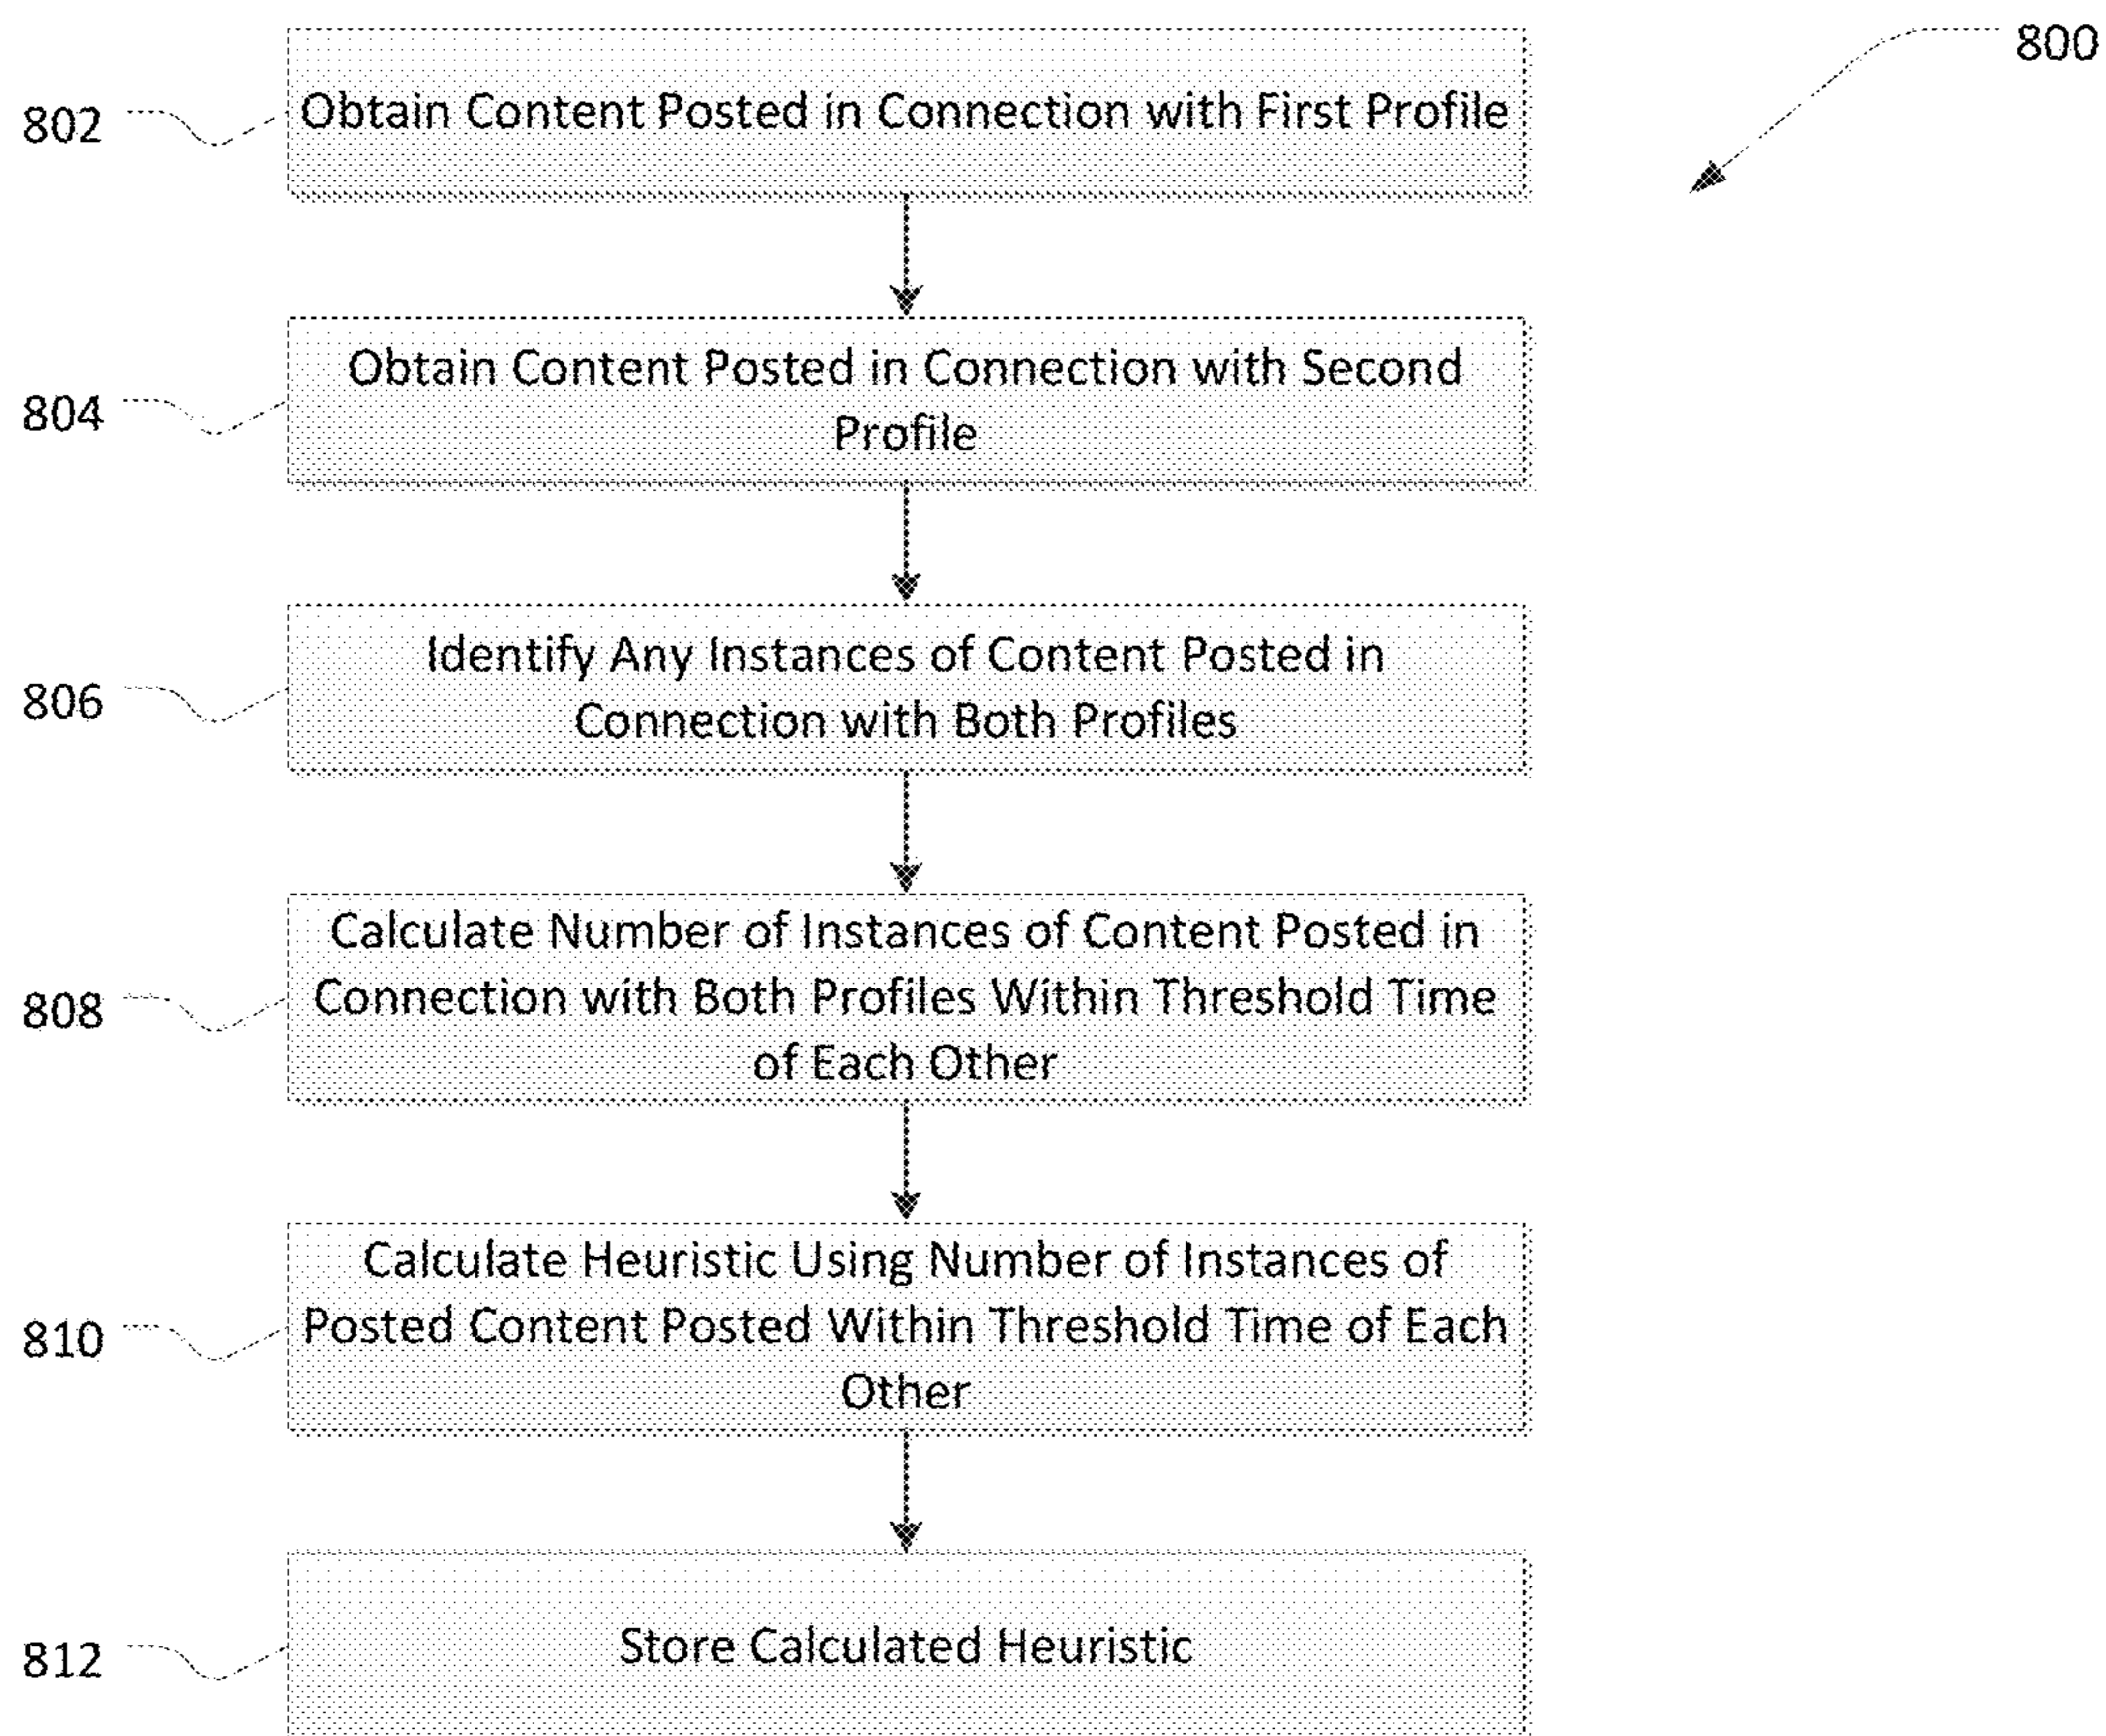 800
802
Obtain Content Posted in Connection with First Profile
804
Obtain Content Posted in Connection with Second
Profile
806
Identify Any Instances of Content Posted in
Connection with Both Profiles
808
Calculate Number of Instances of Content Posted in
Connection with Both Profiles Within Threshold Time
of Each Other
810
Calculate Heuristic Using Number of Instances of
Posted Content Posted Within Threshold Time of Each
Other
812
Store Calculated Heuristic